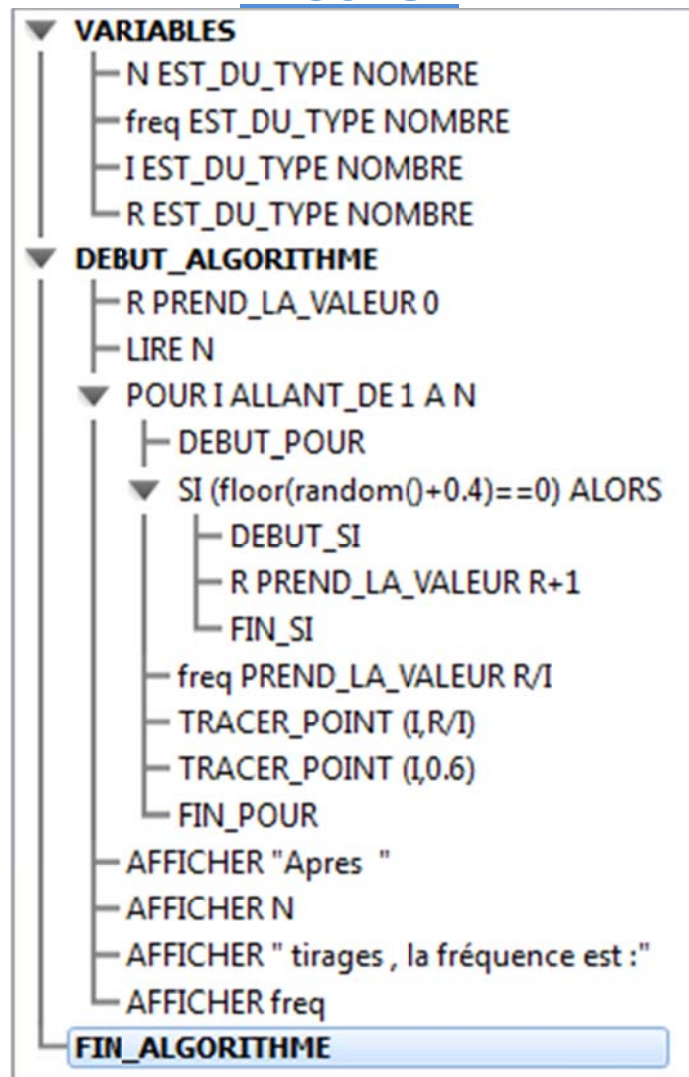 VARIABLES
N EST_DU_TYPE NOMBRE
freq EST_DU_TYPE NOMBRE
I EST_DU_TYPE NOMBRE
R EST_DU_TYPE NOMBRE
DEBUT_ALGORITHME
R PREND_LA_VALEUR 0
LIRE N
POUR I ALLANT_DE 1 A N
DEBUT_POUR
SI (floor(random()+0.4)==0) ALORS
DEBUT_SI
R PREND_LA_VALEUR R+1
FIN_SI
freq PREND_LA_VALEUR R/I
TRACER_POINT (I,R/I)
TRACER_POINT (I,0.6)
FIN_POUR
AFFICHER "Apres  "
AFFICHER N
AFFICHER " tirages , la fréquence est :"
AFFICHER freq
FIN_ALGORITHME